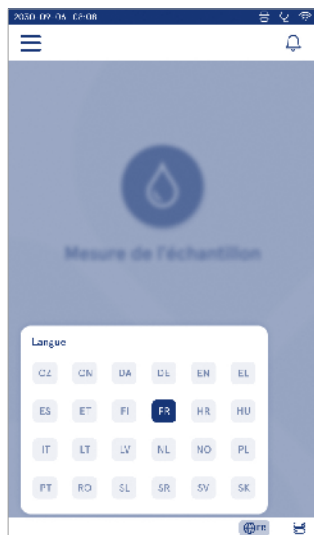 2030-09-06 08:08
Mesure de l'échantillon
Langue
CZ CN DA DE EN EL
ES ET FI FR HR HU
IT LT LV NL NO PL
PT RO SL SR SV SK
FR